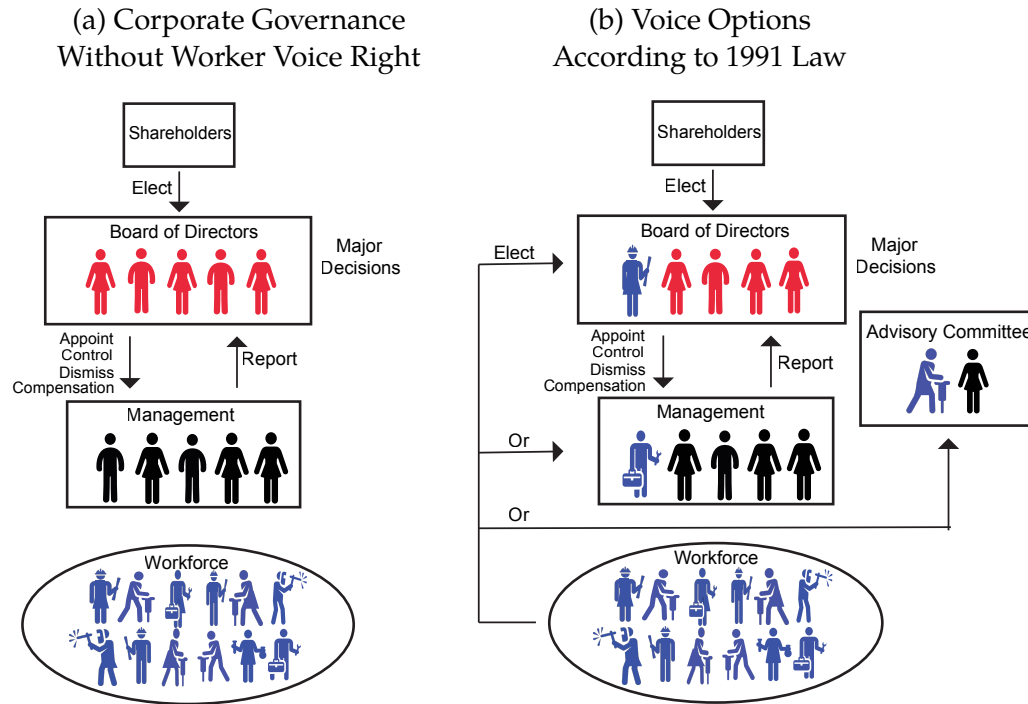 (a) Corporate Governance
Without Worker Voice Right
Shareholders
Elect
Board of Directors
Major
Decisions
Appoint
Control
Dismiss
Compensation
Report
Management
Workforce
(b) Voice Options
According to 1991 Law
Shareholders
Elect
Board of Directors
Elect
Major
Decisions
Appoint
Control
Dismiss
Compensation
Report
Advisory Committee
Management
Or
Or
Workforce